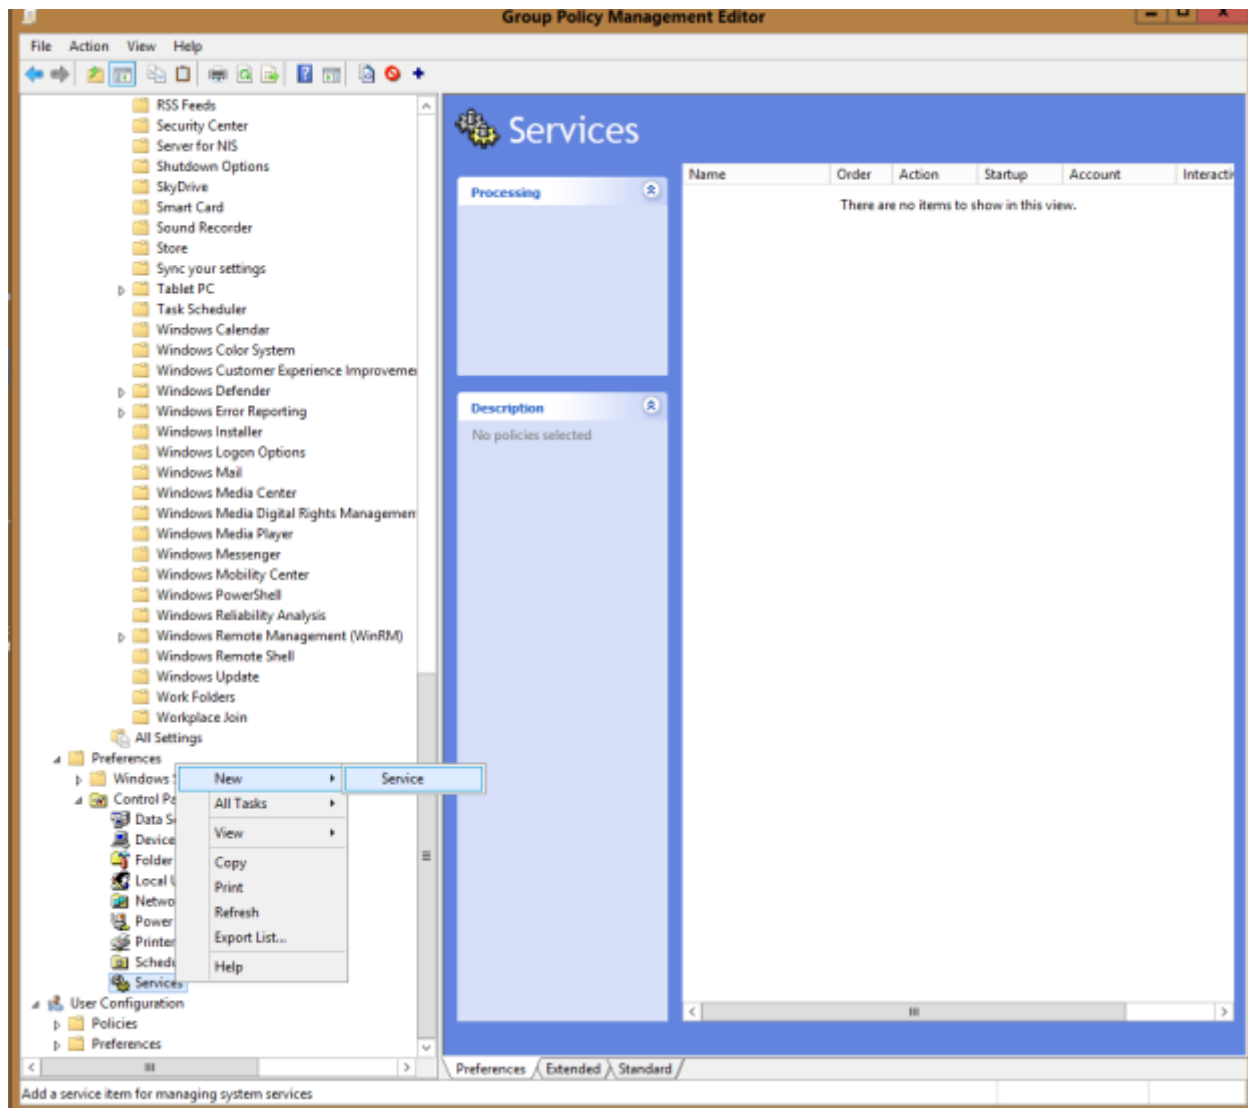 Group Policy Management Editor
File Action View Help
RSS Feeds
Security Center
Server for NIS
Shutdown Options
SkyDrive
Smart Card
Sound Recorder
Store
Sync your settings
Tablet PC
Task Scheduler
Windows Calendar
Windows Color System
Windows Customer Experience Improvemen
Windows Defender
Windows Error Reporting
Windows Installer
Windows Logon Options
Windows Mail
Windows Media Center
Windows Media Digital Rights Managemen
Windows Media Player
Windows Messenger
Windows Mobility Center
Windows PowerShell
Windows Reliability Analysis
Windows Remote Management (WinRM)
Windows Remote Shell
Windows Update
Work Folders
Workplace Join
All Settings
Preferences
Windows S
Control Pa
Data So
Device
Folder
Local U
Netwo
Power
Printer
Schedu
Services
User Configuration
Policies
Preferences
New
Service
All Tasks
View
Copy
Print
Refresh
Export List...
Help
Services
Processing
Description
No policies selected
Name Order Action Startup Account Interactiv
There are no items to show in this view.
Preferences Extended Standard
Add a service item for managing system services